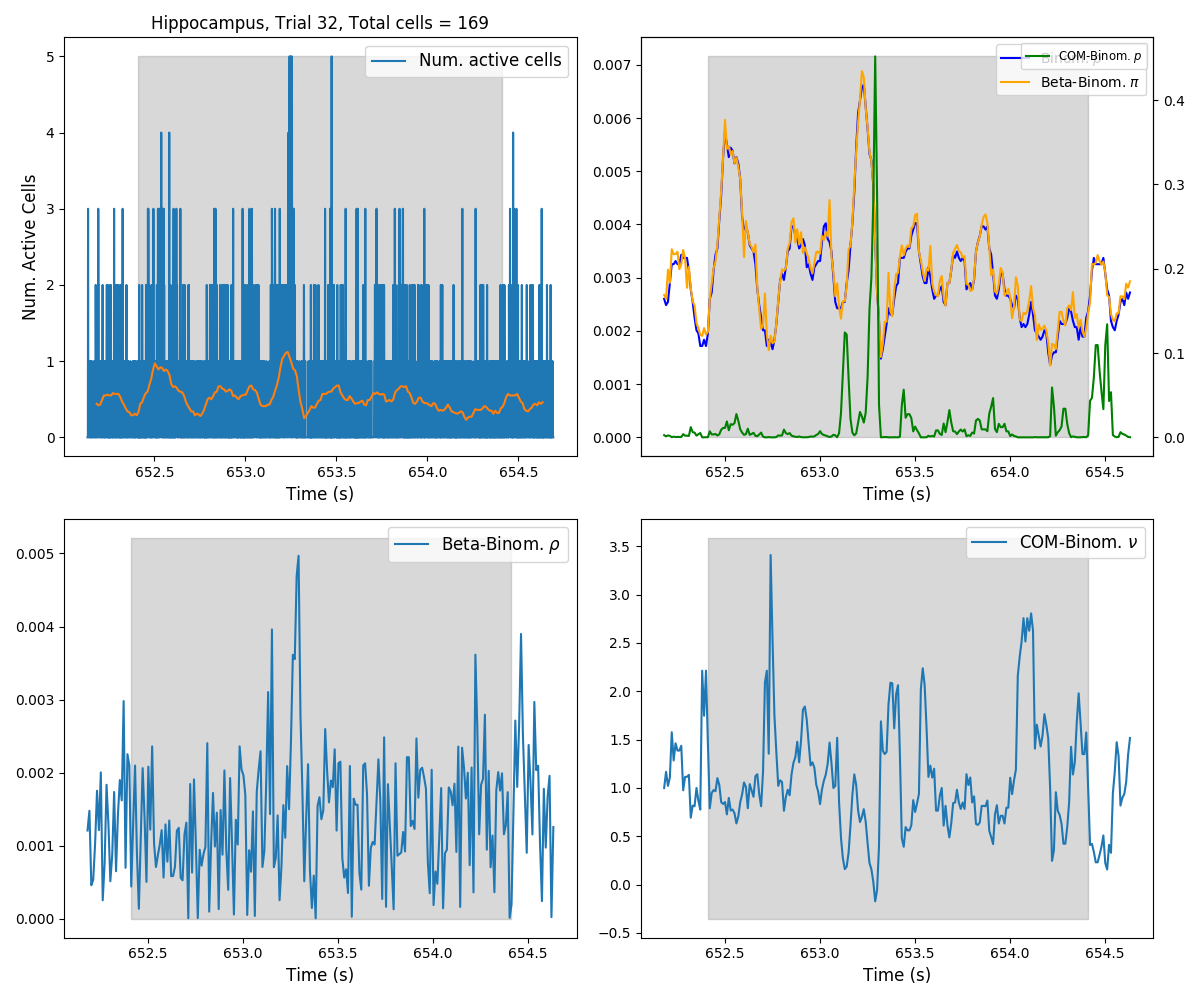 Hippocampus, Trial 32, Total cells = 169
Num. active cells
Num. Active Cells
5
4
3
2
1
0
652.5 653.0 653.5 654.0 654.5
Time (s)
COM-Binom. p
Beta-Binom. π
0.007
0.006
0.005
0.004
0.003
0.002
0.001
0.000
0.4
0.3
0.2
0.1
0.0
652.5 653.0 653.5 654.0 654.5
Time (s)
Beta-Binom. ρ
0.005
0.004
0.003
0.002
0.001
0.000
652.5 653.0 653.5 654.0 654.5
Time (s)
COM-Binom. ν
3.5
3.0
2.5
2.0
1.5
1.0
0.5
0.0
−0.5
652.5 653.0 653.5 654.0 654.5
Time (s)